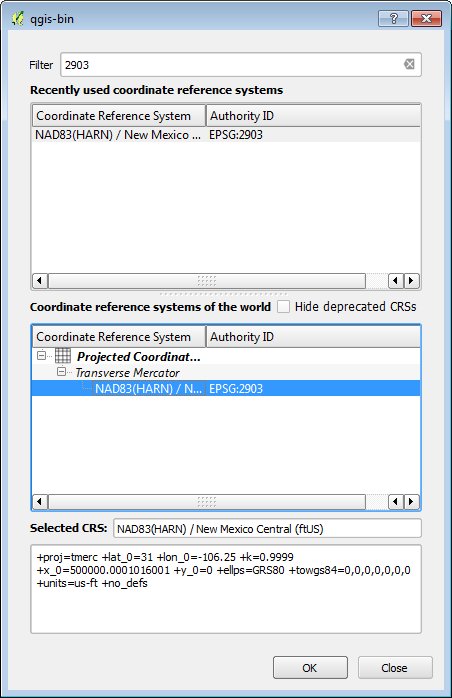 qgis-bin
Filter 2903
Recently used coordinate reference systems
Coordinate Reference System Authority ID
NAD83(HARN) / New Mexico ... EPSG:2903
Coordinate reference systems of the world Hide deprecated CRSs
Coordinate Reference System Authority ID
Projected Coordinat...
Transverse Mercator
NAD83(HARN) / N... EPSG:2903
Selected CRS: NAD83(HARN) / New Mexico Central (ftUS)
+proj=tmerc +lat_0=31 +lon_0=-106.25 +k=0.9999
+x_0=500000.0001016001 +y_0=0 +ellps=GRS80 +towgs84=0,0,0,0,0,0,0
+units=us-ft +no_defs
OK Close